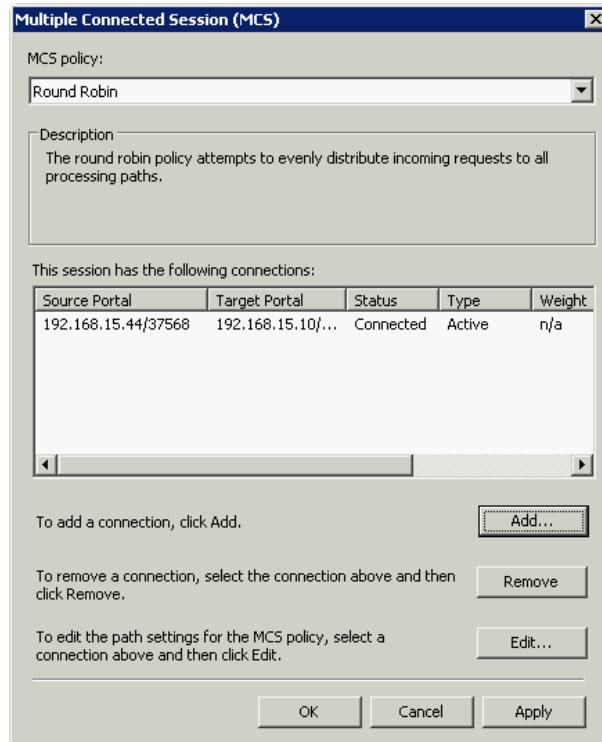 Multiple Connected Session (MCS)
MCS policy:
Round Robin
Description
The round robin policy attempts to evenly distribute incoming requests to all
processing paths.
This session has the following connections:
Source Portal Target Portal Status Type Weight
192.168.15.44/37568 192.168.15.10/... Connected Active n/a
To add a connection, click Add.
Add...
To remove a connection, select the connection above and then
click Remove.
Remove
To edit the path settings for the MCS policy, select a
connection above and then click Edit.
Edit...
OK Cancel Apply